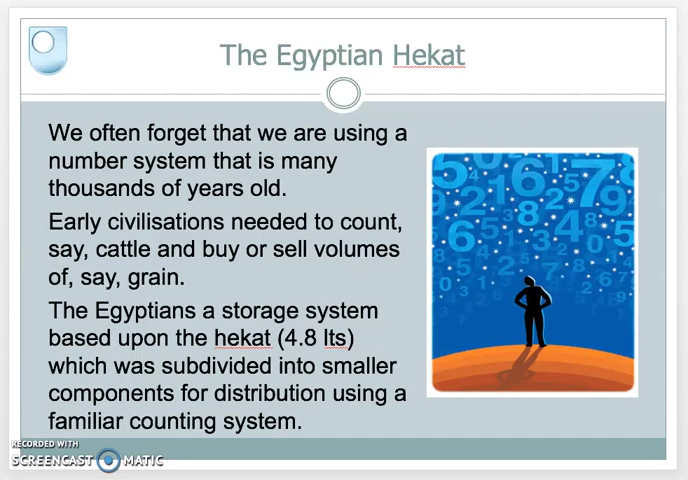 The Egyptian Hekat
We often forget that we are using a
number system that is many
thousands of years old.
Early civilisations needed to count,
say, cattle and buy or sell volumes
of, say, grain.
The Egyptians a storage system
based upon the hekat (4.8 lts)
which was subdivided into smaller
components for distribution using a
familiar counting system.
RECORDED WITH
SCREENCAST MATIC